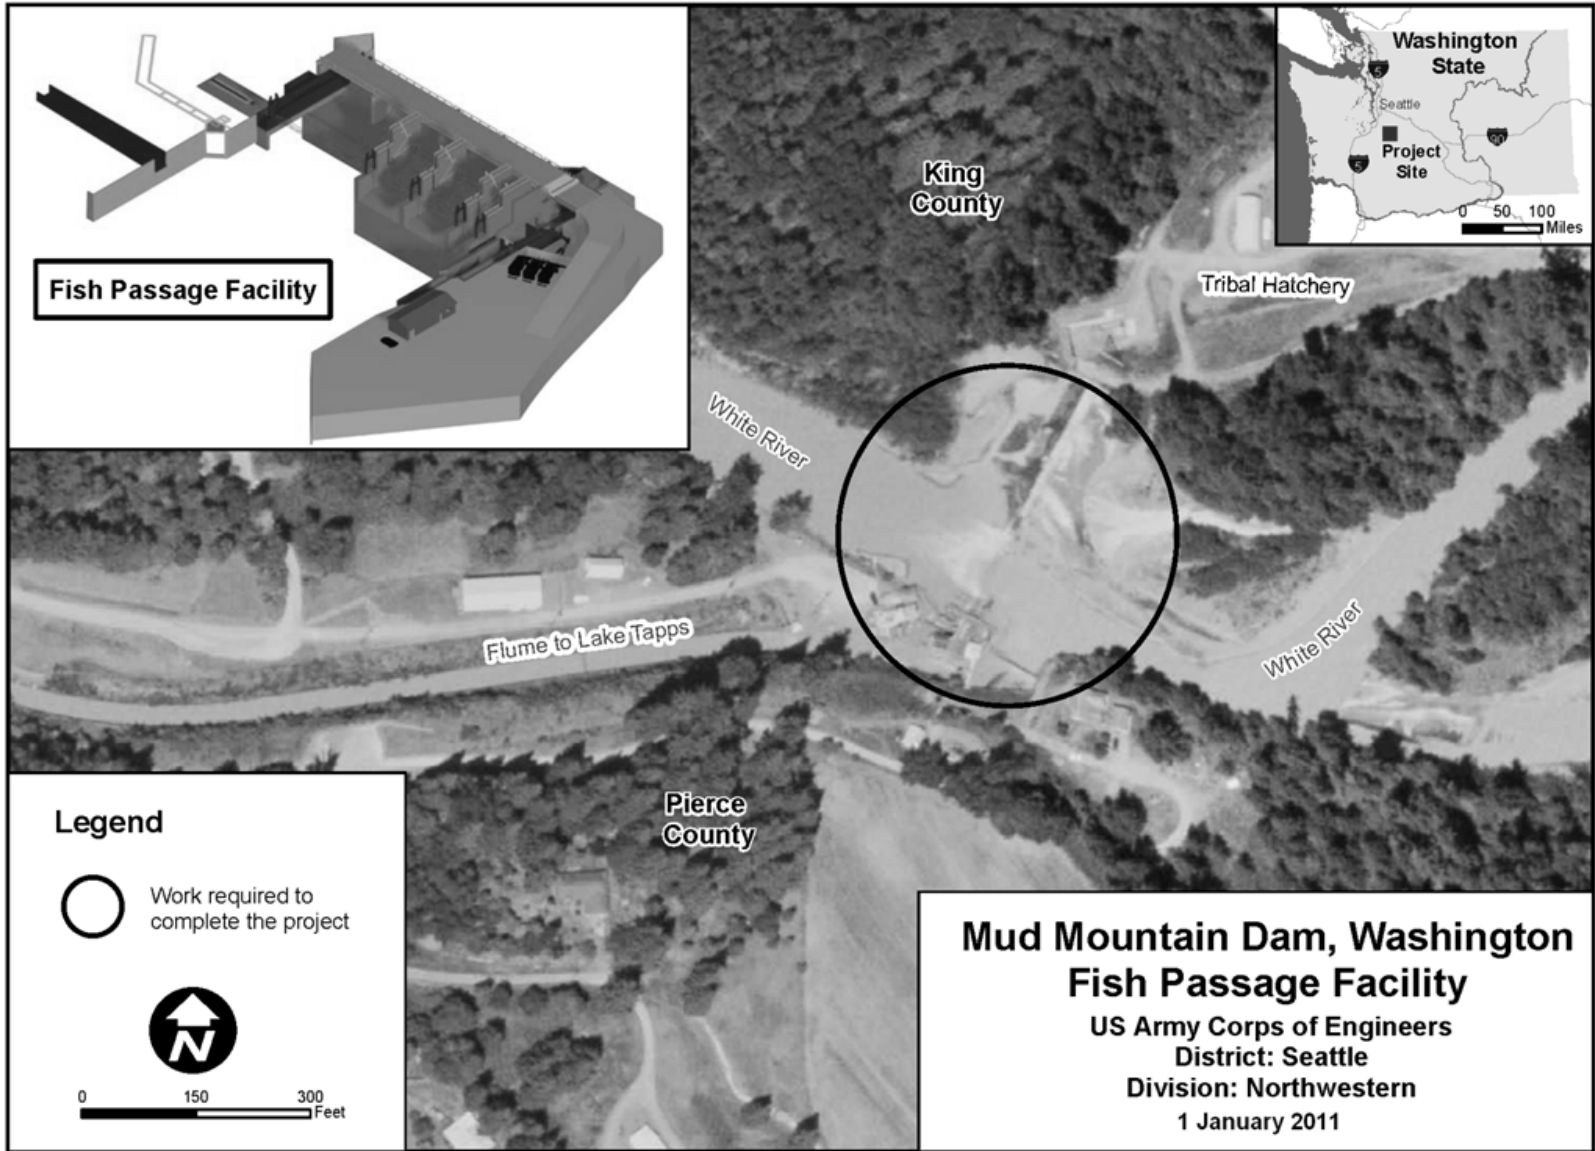 Fish Passage Facility
Washington
State
5
Seattle
90
Project
Site
5
0 50 100
Miles
King
County
Tribal Hatchery
White River
Flume to Lake Tapps
White River
Pierce
County
Legend
Work required to
complete the project
N
0 150 300
Feet
Mud Mountain Dam, Washington
Fish Passage Facility
US Army Corps of Engineers
District: Seattle
Division: Northwestern
1 January 2011